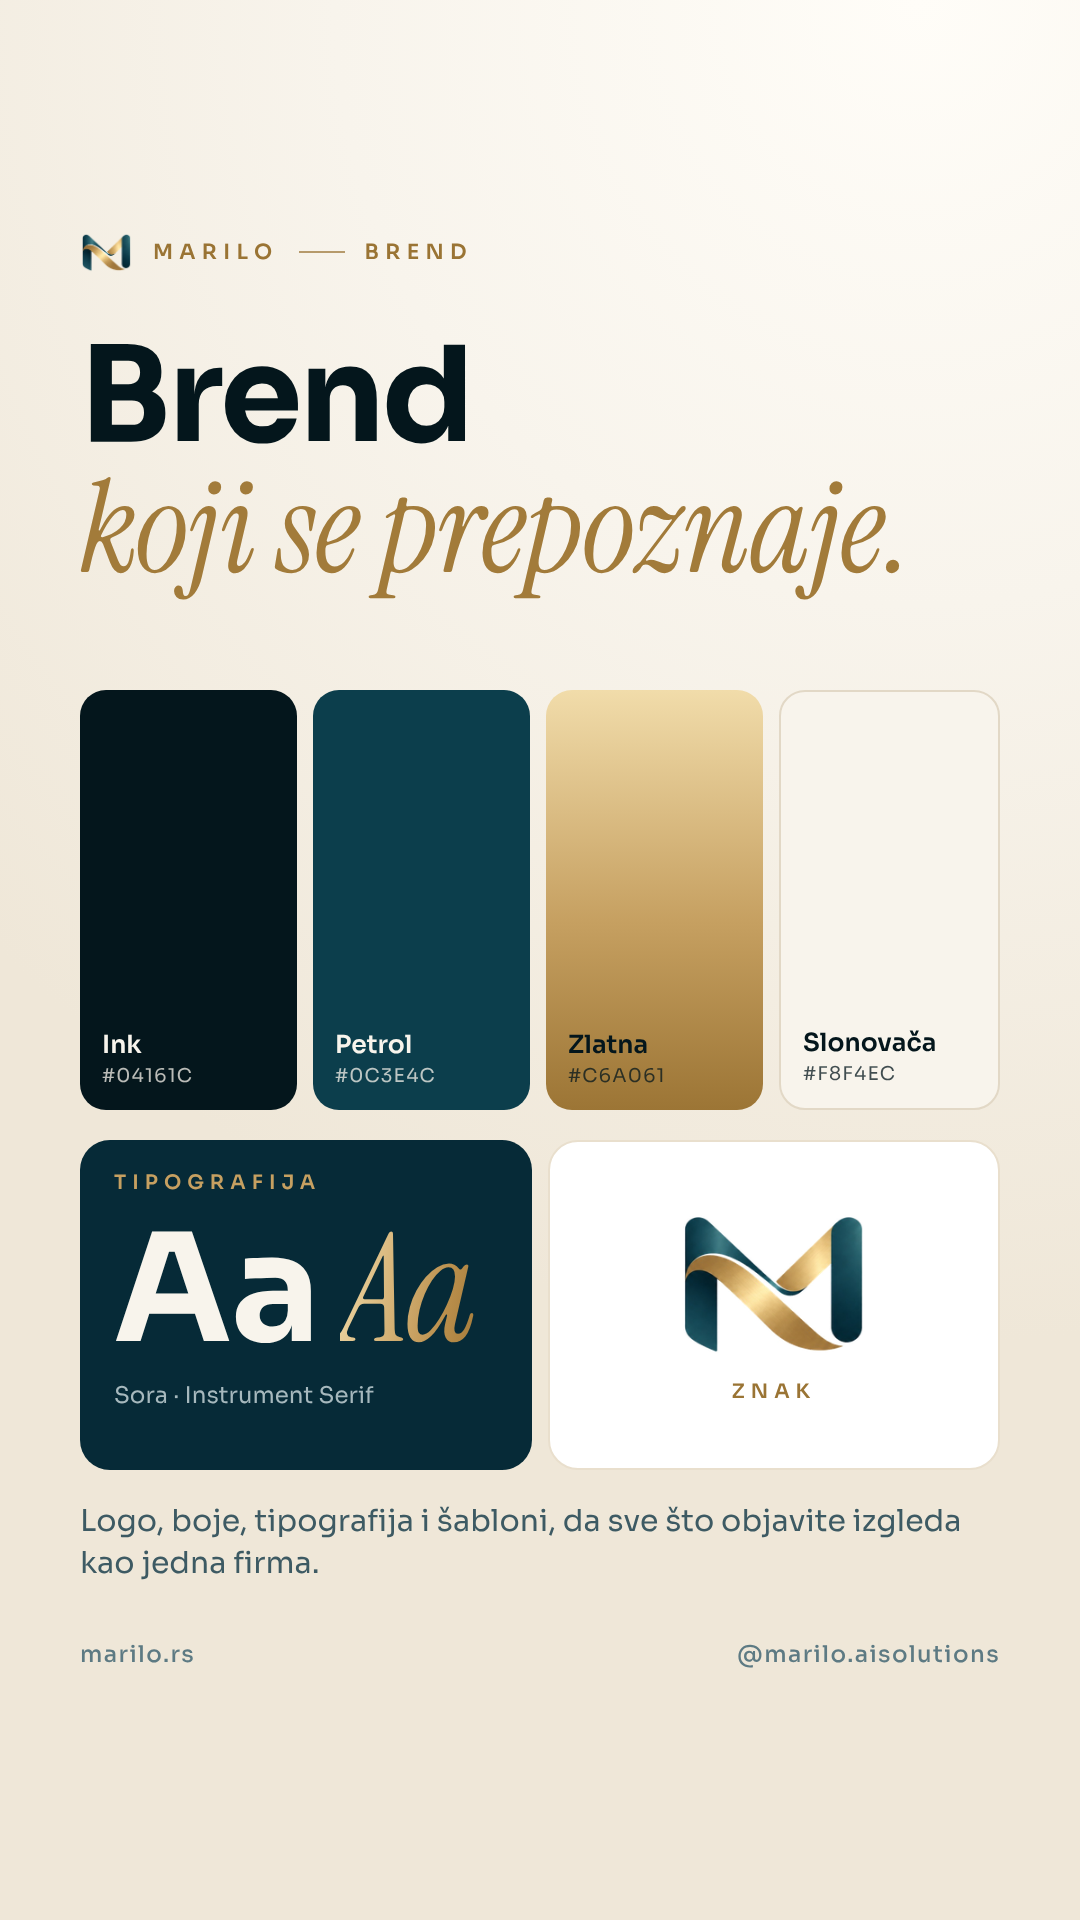 MARILO — BREND
Brend
koji se prepoznaje.
Ink
#04161C
Petrol
#0C3E4C
Zlatna
#C6A061
Slonovača
#F8F4EC
TIPOGRAFIJA
Aa Aa
Sora · Instrument Serif
ZNAK
Logo, boje, tipografija i šabloni, da sve što objavite izgleda
kao jedna firma.
marilo.rs
@marilo.aisolutions